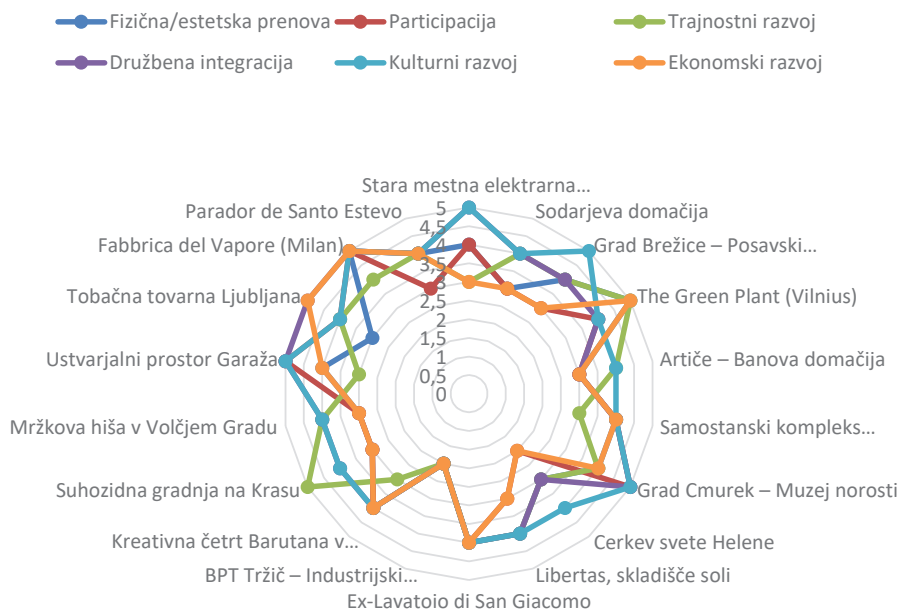 Fizična/estetska prenova
Participacija
Trajnostni razvoj
Družbena integracija
Kulturni razvoj
Ekonomski razvoj
Stara mestna elektrarna…
Parador de Santo Estevo
Sodarjeva domačija
Fabbrica del Vapore (Milan)
Grad Brežice – Posavski…
Tobačna tovarna Ljubljana
The Green Plant (Vilnius)
Ustvarjalni prostor Garaža
Artiče – Banova domačija
Mržkova hiša v Volčjem Gradu
Samostanski kompleks…
Suhozidna gradnja na Krasu
Grad Cmurek – Muzej norosti
Kreativna četrt Barutana v…
Cerkev svete Helene
BPT Tržič – Industrijski…
Libertas, skladišče soli
Ex-Lavatoio di San Giacomo
5
4,5
4
3,5
3
2,5
2
1,5
1
0,5
0